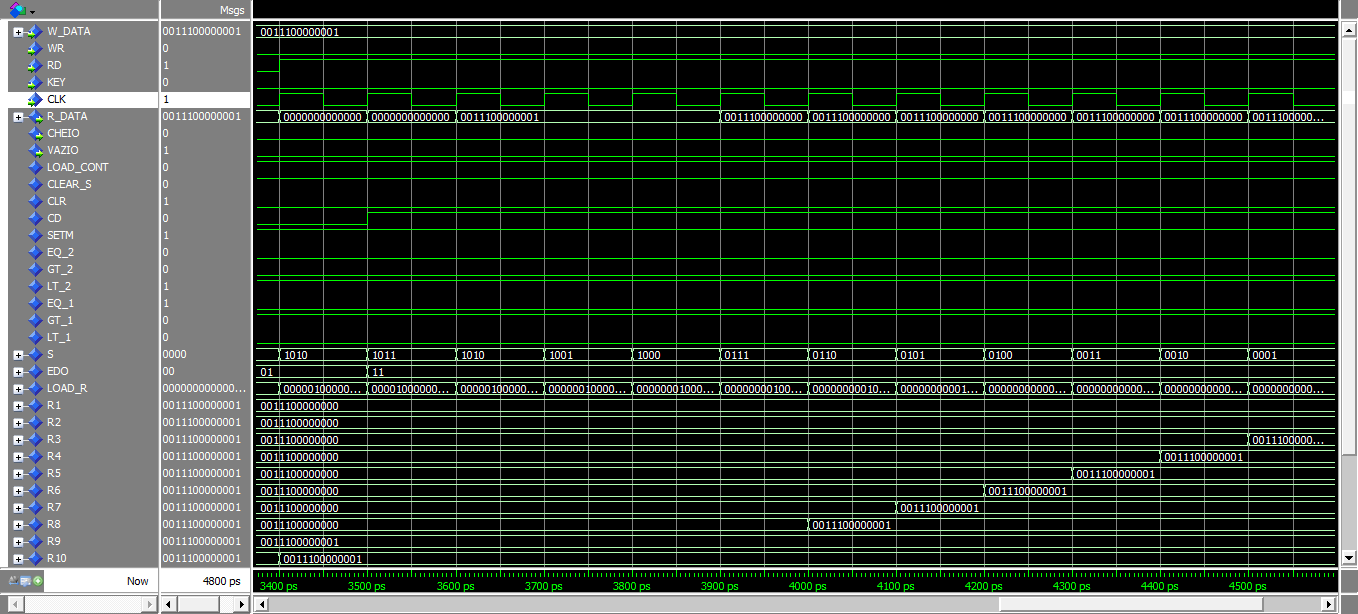 Msgs
W_DATA 0011100000001 0011100000001
WR 0
RD 1
KEY 0
CLK 1
R_DATA 0011100000001 0000000000000 0000000000000 0011100000001 0011100000000 0011100000000 0011100000000 0011100000000 0011100000000 0011100000000 001110000...
CHEIO 0
VAZIO 1
LOAD_CONT 0
CLEAR_S 0
CLR 1
CD 0
SETM 1
EQ_2 0
GT_2 0
LT_2 1
EQ_1 1
GT_1 0
LT_1 0
S 0000 1010 1011 1010 1001 1000 0111 0110 0101 0100 0011 0010 0001
EDO 00 01 11
LOAD_R 000000000000... 00000100000... 00001000000... 00000100000... 00000010000... 00000001000... 00000000100... 00000000010... 00000000001... 00000000000... 00000000000... 00000000000... 00000000000...
R1 0011100000001 0011100000000
R2 0011100000001 0011100000000
R3 0011100000001 0011100000000 001110000...
R4 0011100000001 0011100000000 0011100000001
R5 0011100000001 0011100000000 0011100000001
R6 0011100000001 0011100000000 0011100000001
R7 0011100000001 0011100000000 0011100000001
R8 0011100000001 0011100000000 0011100000001
R9 0011100000001 0011100000001
R10 0011100000001 0011100000001
Now 4800 ps 3400 ps 3500 ps 3600 ps 3700 ps 3800 ps 3900 ps 4000 ps 4100 ps 4200 ps 4300 ps 4400 ps 4500 ps